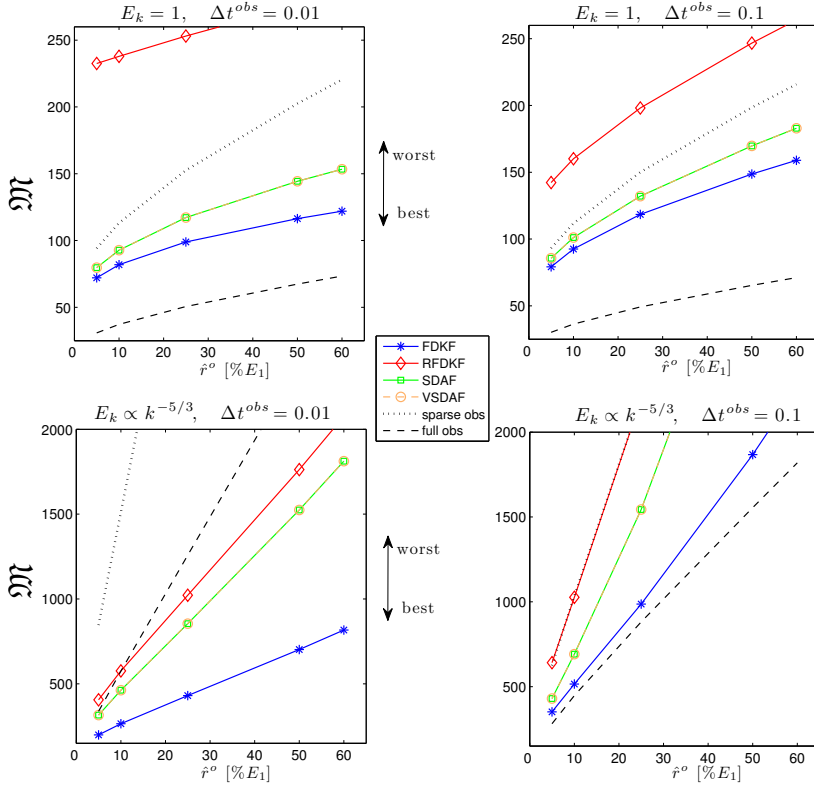 E_k = 1, Δt^{obs} = 0.01
250
200
150
100
50
𝔐
0 10 20 30 40 50 60
r̂^o [%E_1]
worst
best
E_k = 1, Δt^{obs} = 0.1
250
200
150
100
50
0 10 20 30 40 50 60
r̂^o [%E_1]
FDKF
RFDKF
SDAF
VSDAF
sparse obs
full obs
E_k ∝ k^{-5/3}, Δt^{obs} = 0.01
2000
1500
1000
500
𝔐
0 10 20 30 40 50 60
r̂^o [%E_1]
worst
best
E_k ∝ k^{-5/3}, Δt^{obs} = 0.1
2000
1500
1000
500
0 10 20 30 40 50 60
r̂^o [%E_1]